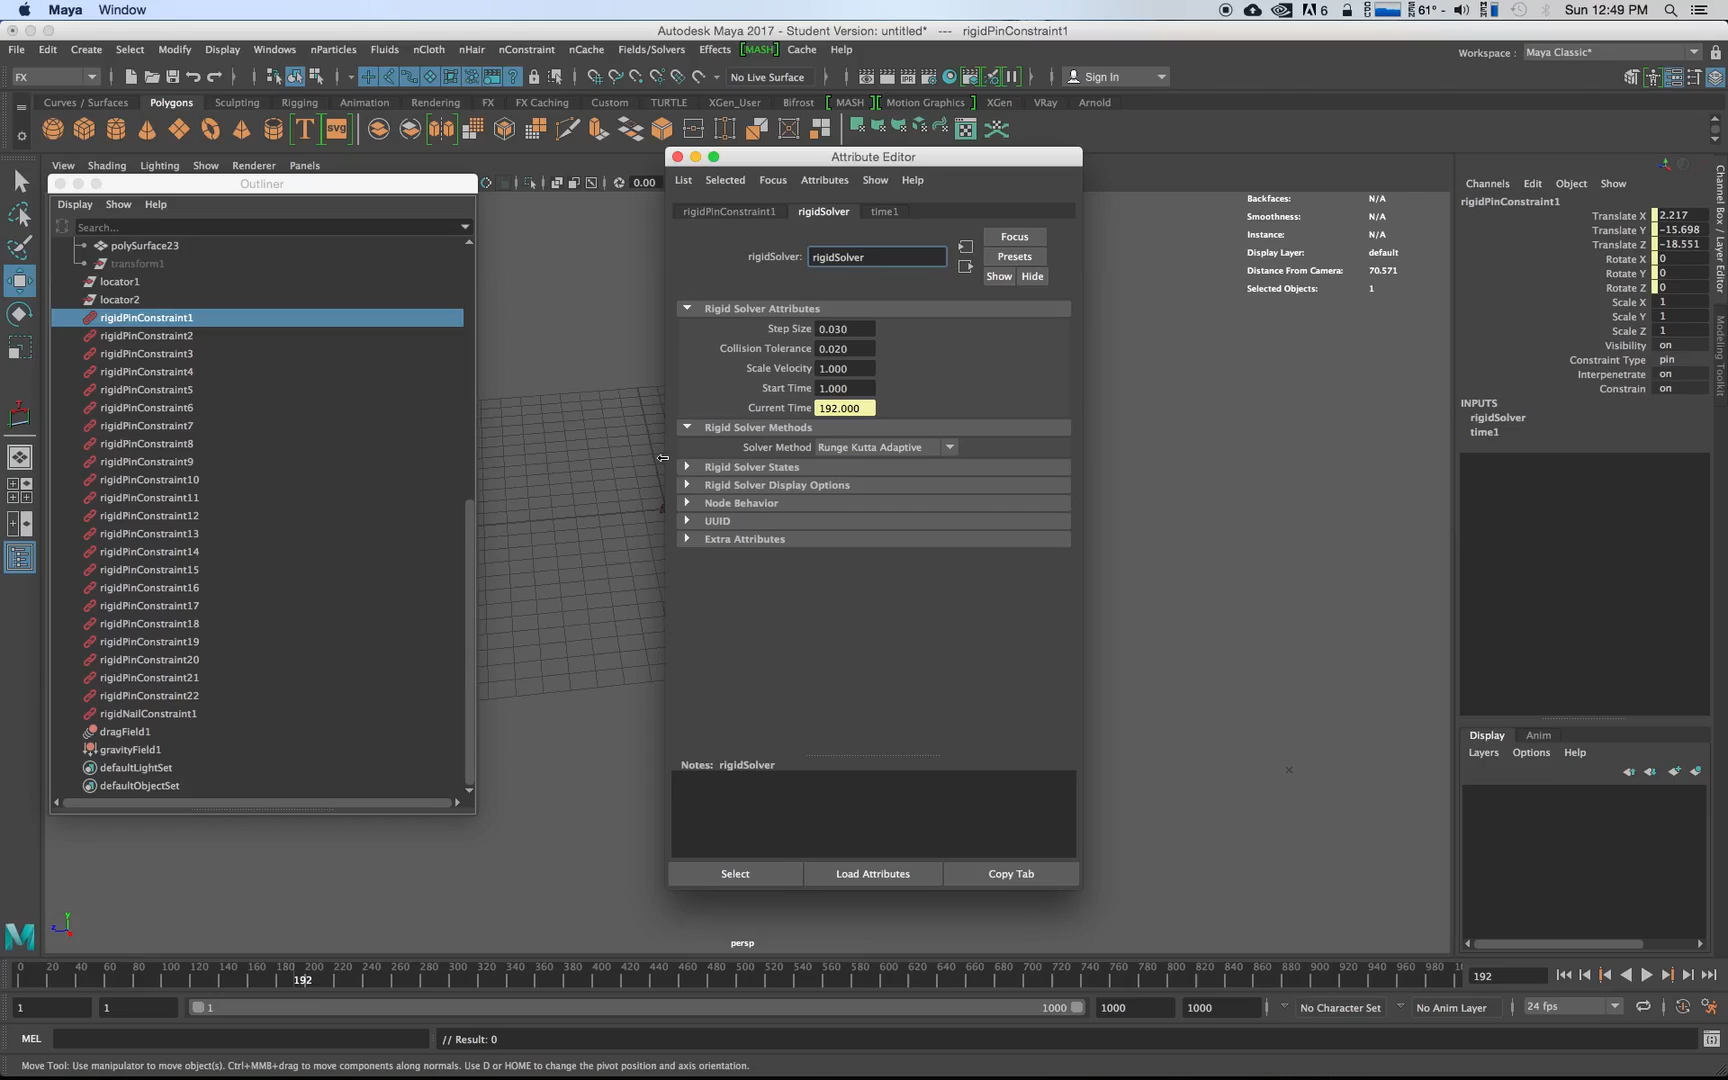 Maya Window 6 61° Sun 12:49 PM
Autodesk Maya 2017 - Student Version: untitled* --- rigidPinConstraint1
File Edit Create Select Modify Display Windows nParticles Fluids nCloth nHair nConstraint nCache Fields/Solvers Effects [MASH] Cache Help Workspace : Maya Classic*
FX No Live Surface Sign In
Curves / Surfaces Polygons Sculpting Rigging Animation Rendering FX FX Caching Custom TURTLE XGen_User Bifrost [ MASH ] [ Motion Graphics ] XGen VRay Arnold
T svg
View Shading Lighting Show Renderer Panels
Outliner
0.00
Display Show Help
Search...
polySurface23
transform1
locator1
locator2
rigidPinConstraint1
rigidPinConstraint2
rigidPinConstraint3
rigidPinConstraint4
rigidPinConstraint5
rigidPinConstraint6
rigidPinConstraint7
rigidPinConstraint8
rigidPinConstraint9
rigidPinConstraint10
rigidPinConstraint11
rigidPinConstraint12
rigidPinConstraint13
rigidPinConstraint14
rigidPinConstraint15
rigidPinConstraint16
rigidPinConstraint17
rigidPinConstraint18
rigidPinConstraint19
rigidPinConstraint20
rigidPinConstraint21
rigidPinConstraint22
rigidNailConstraint1
dragField1
gravityField1
defaultLightSet
defaultObjectSet
Attribute Editor
List Selected Focus Attributes Show Help
rigidPinConstraint1 rigidSolver time1
rigidSolver: rigidSolver
Focus
Presets
Show Hide
Rigid Solver Attributes
Step Size 0.030
Collision Tolerance 0.020
Scale Velocity 1.000
Start Time 1.000
Current Time 192.000
Rigid Solver Methods
Solver Method Runge Kutta Adaptive
Rigid Solver States
Rigid Solver Display Options
Node Behavior
UUID
Extra Attributes
Notes: rigidSolver
Select Load Attributes Copy Tab
Backfaces: N/A
Smoothness: N/A
Instance: N/A
Display Layer: default
Distance From Camera: 70.571
Selected Objects: 1
Channels Edit Object Show
rigidPinConstraint1
Translate X 2.217
Translate Y -15.698
Translate Z -18.551
Rotate X 0
Rotate Y 0
Rotate Z 0
Scale X 1
Scale Y 1
Scale Z 1
Visibility on
Constraint Type pin
Interpenetrate on
Constrain on
INPUTS
rigidSolver
time1
Display Anim
Layers Options Help
Channel Box / Layer Editor
Modeling Toolkit
y
z
persp
0 20 40 60 80 100 120 140 160 180 200 220 240 260 280 300 320 340 360 380 400 420 440 460 480 500 520 540 560 580 600 620 640 660 680 700 720 740 760 780 800 820 840 860 880 900 920 940 960 980 1
192
192
1 1 1 1000 1000 1000 No Character Set No Anim Layer 24 fps
MEL // Result: 0
Move Tool: Use manipulator to move object(s). Ctrl+MMB+drag to move components along normals. Use D or HOME to change the pivot position and axis orientation.